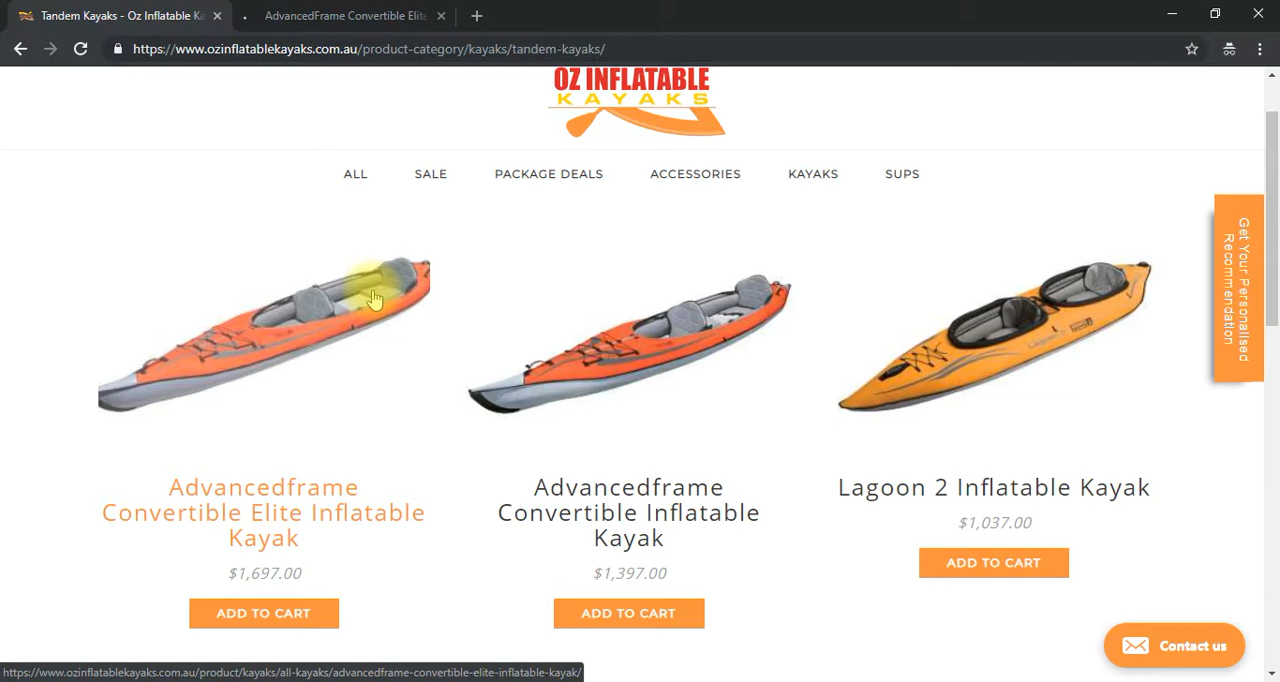 Tandem Kayaks - Oz Inflatable Ka
AdvancedFrame Convertible Elite
https://www.ozinflatablekayaks.com.au/product-category/kayaks/tandem-kayaks/
OZ INFLATABLE
KAYAKS
ALL SALE PACKAGE DEALS ACCESSORIES KAYAKS SUPS
Get Your Personalised
Recommendation
Advancedframe
Convertible Elite Inflatable
Kayak
$1,697.00
ADD TO CART
Advancedframe
Convertible Inflatable
Kayak
$1,397.00
ADD TO CART
Lagoon 2 Inflatable Kayak
$1,037.00
ADD TO CART
Contact us
https://www.ozinflatablekayaks.com.au/product/kayaks/all-kayaks/advancedframe-convertible-elite-inflatable-kayak/